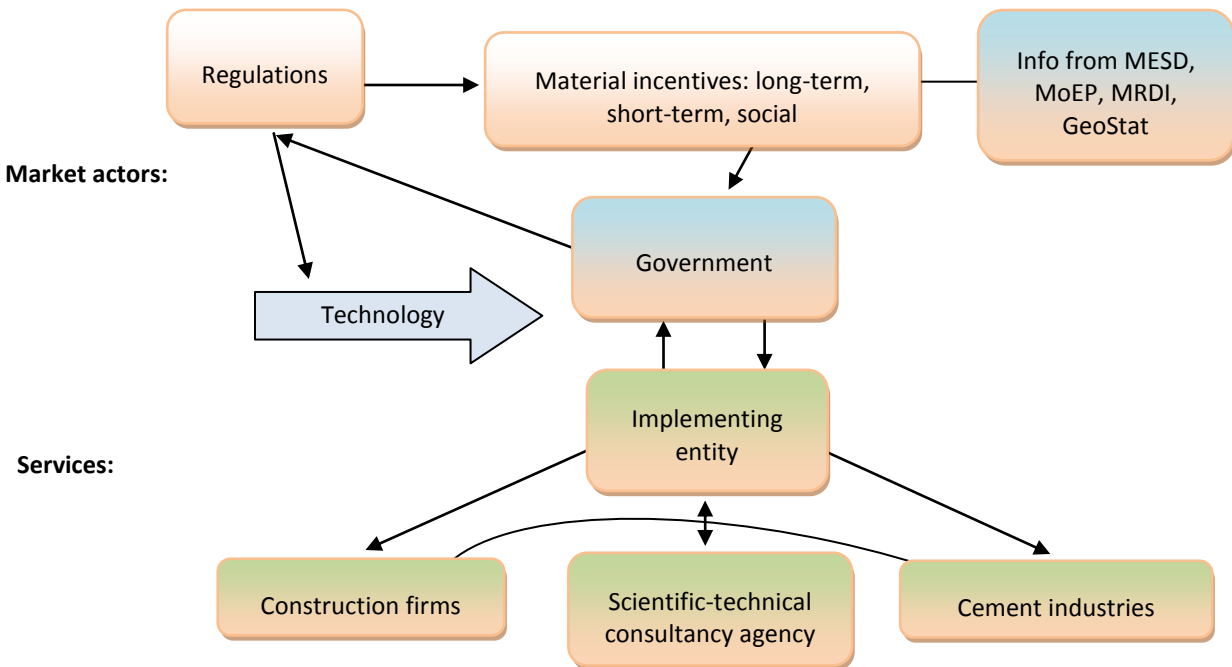 Regulations
Material incentives: long-term,
short-term, social
Info from MESD,
MoEP, MRDI,
GeoStat
Market actors:
Government
Technology
Implementing
entity
Services:
Construction firms
Scientific-technical
consultancy agency
Cement industries